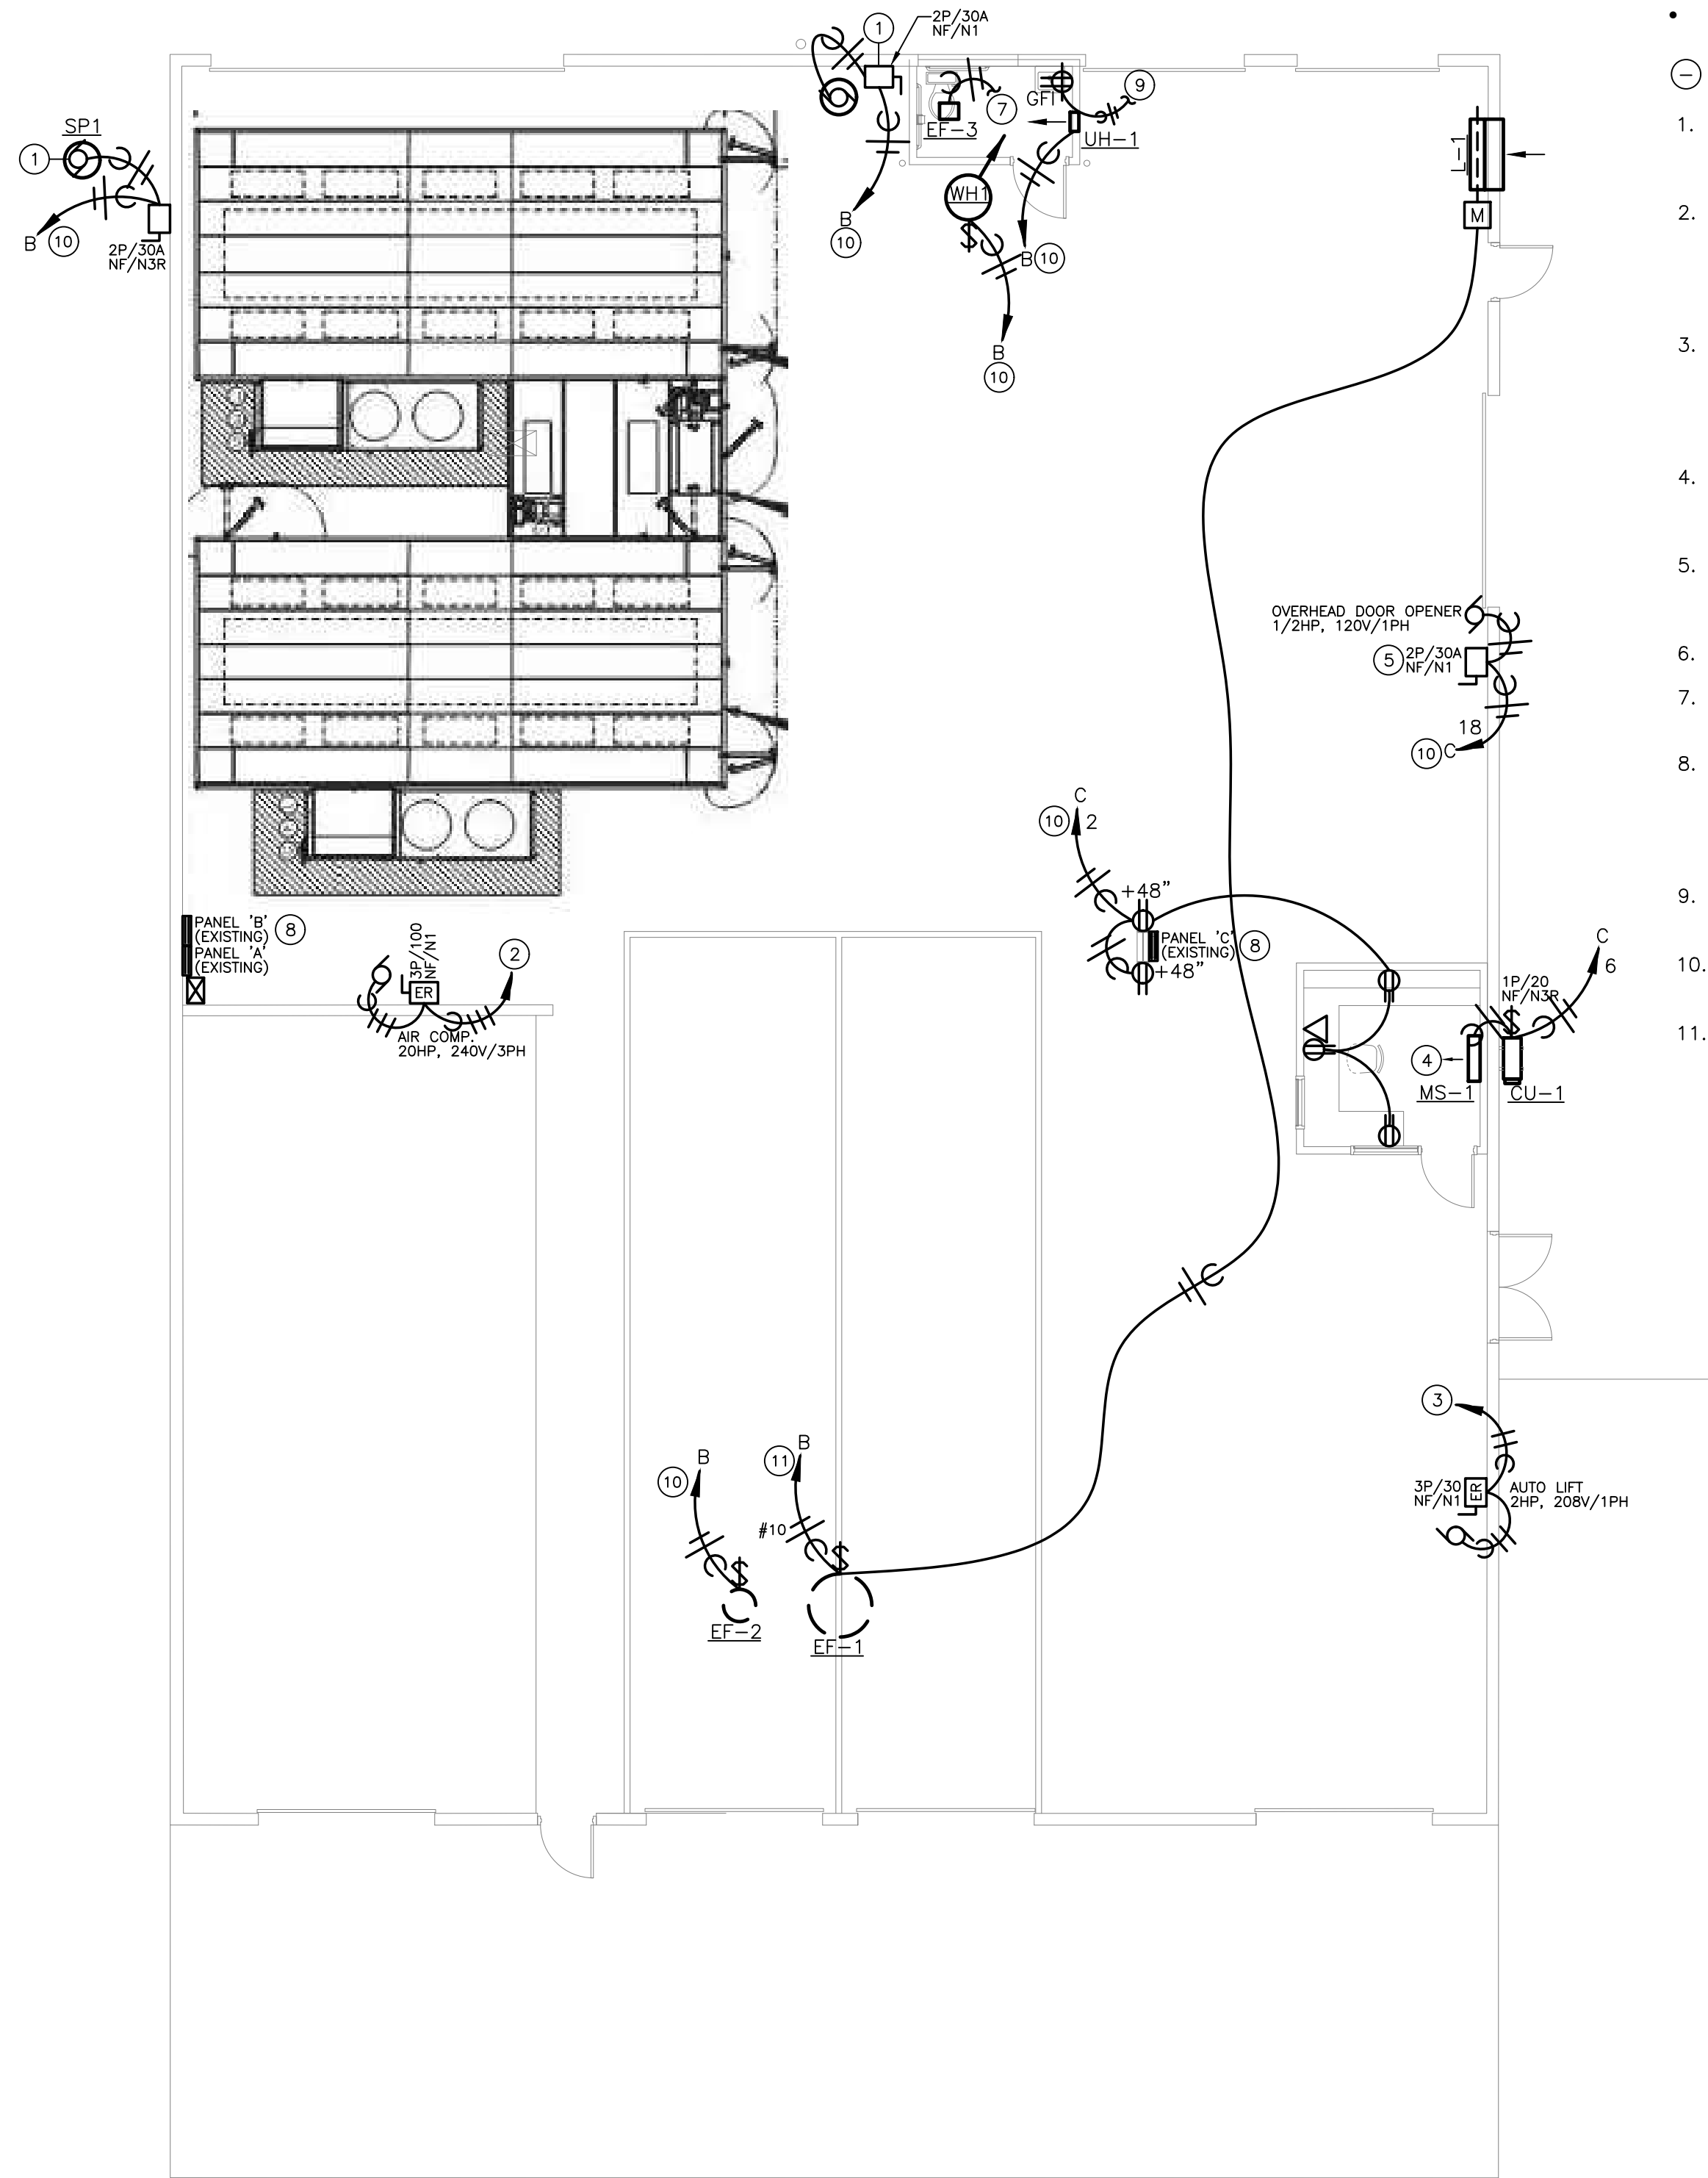 2P/30A
NF/N1
1
SP1
1
B
10
2P/30A
NF/N3R
B
10
EF-3
7
GFI
9
UH-1
WH1
B
10
B
10
L-1
M
OVERHEAD DOOR OPENER
1/2HP, 120V/1PH
5
2P/30A
NF/N1
18
10
C
C
10
2
+48"
PANEL 'C'
(EXISTING)
8
+48"
PANEL 'B'
(EXISTING)
8
PANEL 'A'
(EXISTING)
3P/100
NF/N1
ER
2
AIR COMP.
20HP, 240V/3PH
C
6
1P/20
NF/N3R
4
MS-1
CU-1
3
3P/30
NF/N1
ER
AUTO LIFT
2HP, 208V/1PH
B
10
EF-2
B
11
#10
EF-1
-
1.
2.
3.
4.
5.
6.
7.
8.
9.
10.
11.